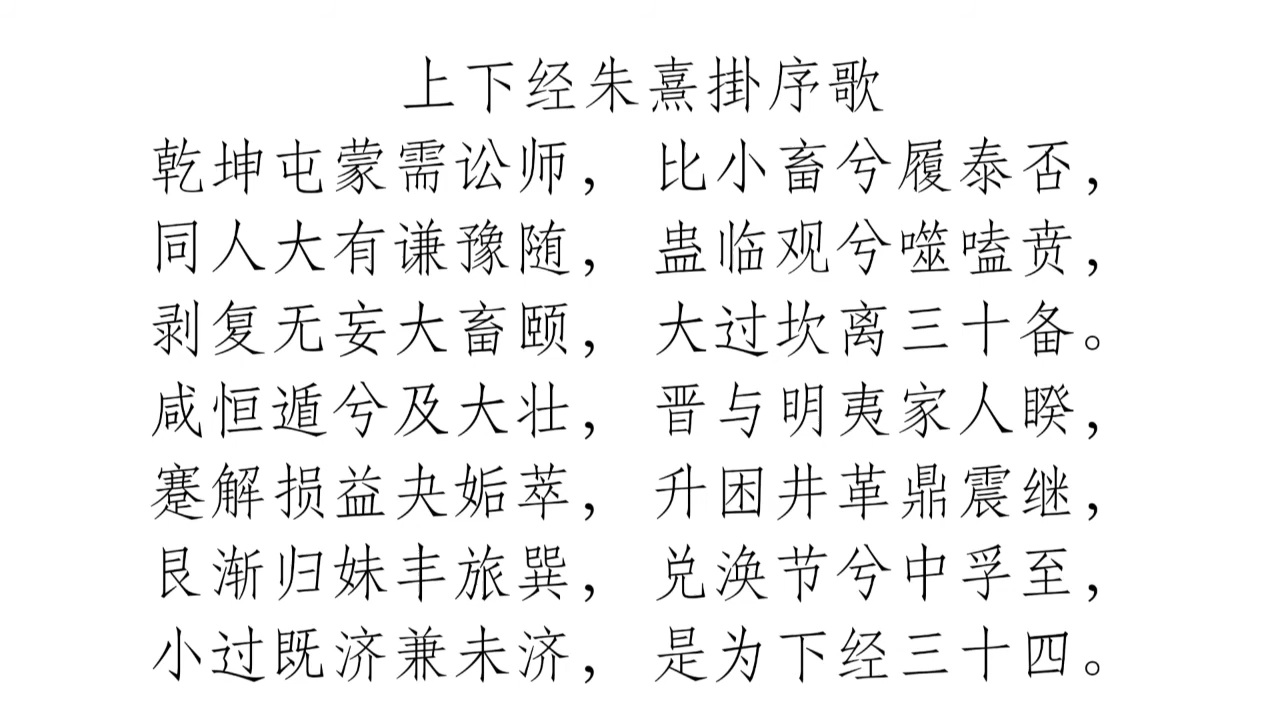 上下经朱熹掛序歌
乾坤屯蒙需讼师，比小畜兮履泰否，
同人大有谦豫随，蛊临观兮噬嗑贲，
剥复无妄大畜颐，大过坎离三十备。
咸恒遁兮及大壮，晋与明夷家人睽，
蹇解损益夬姤萃，升困井革鼎震继，
艮渐归妹丰旅巽，兑涣节兮中孚至，
小过既济兼未济，是为下经三十四。